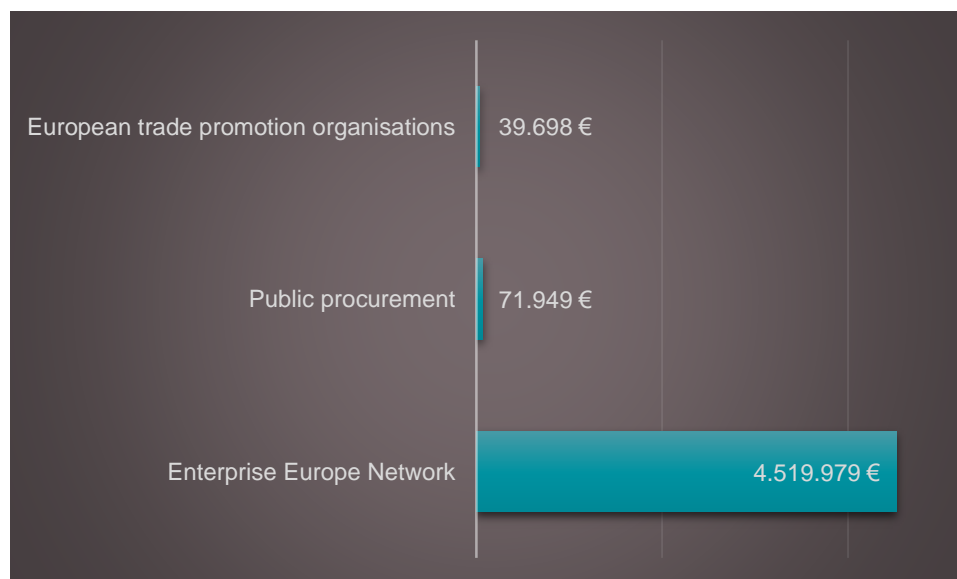 European trade promotion organisations 39.698 €
Public procurement 71.949 €
Enterprise Europe Network 4.519.979 €